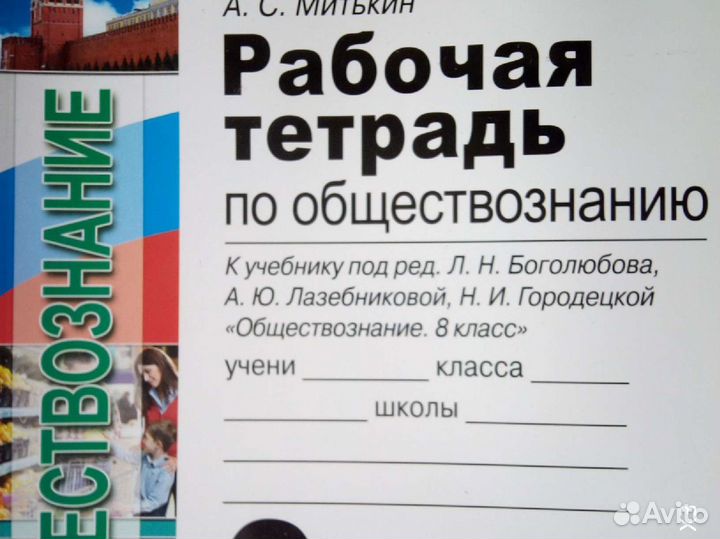 А. С. Митькин
Рабочая
тетрадь
по обществознанию
К учебнику под ред. Л. Н. Боголюбова,
А. Ю. Лазебниковой, Н. И. Городецкой
«Обществознание. 8 класс»
учени класса
школы
ЕСТВОЗНАНИЕ
Avito